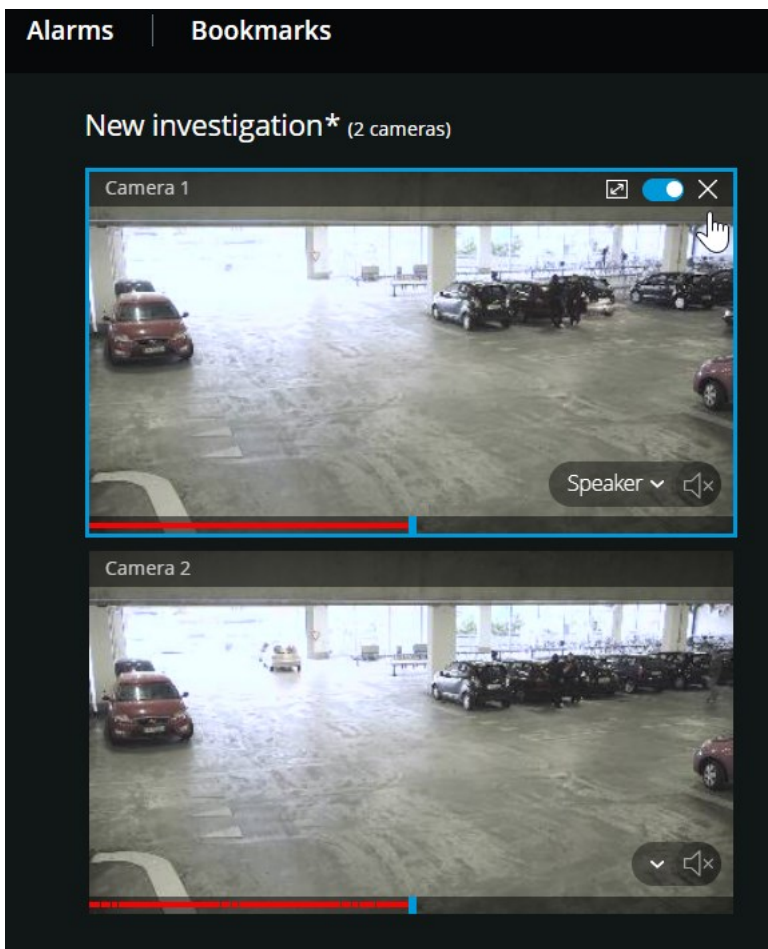 Alarms Bookmarks
New investigation* (2 cameras)
Camera 1
Speaker
Camera 2